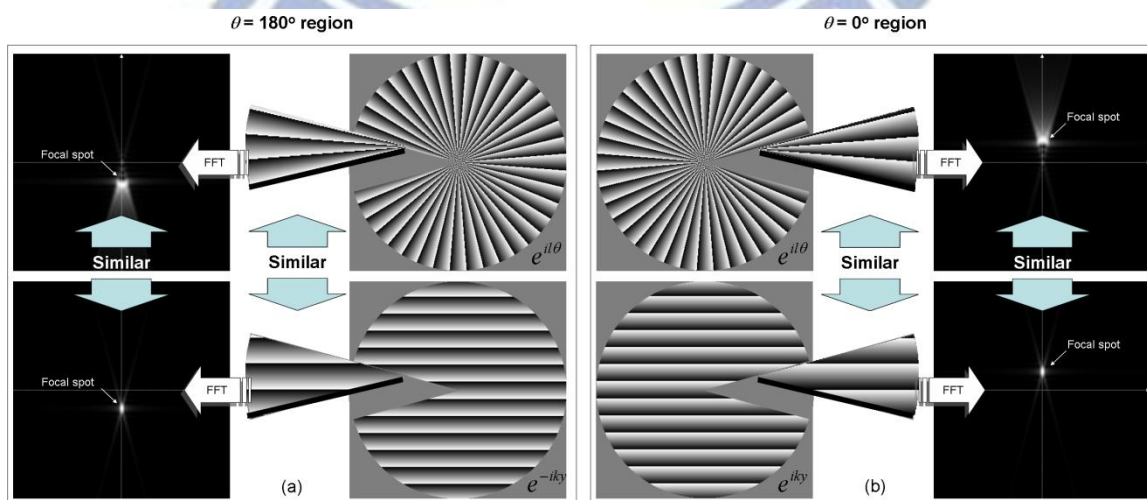 θ = 180° region
θ = 0° region
Focal spot
FFT
e^{ilθ}
Similar
Similar
Focal spot
FFT
e^{-iky}
(a)
Focal spot
FFT
e^{ilθ}
Similar
Similar
Focal spot
FFT
e^{iky}
(b)